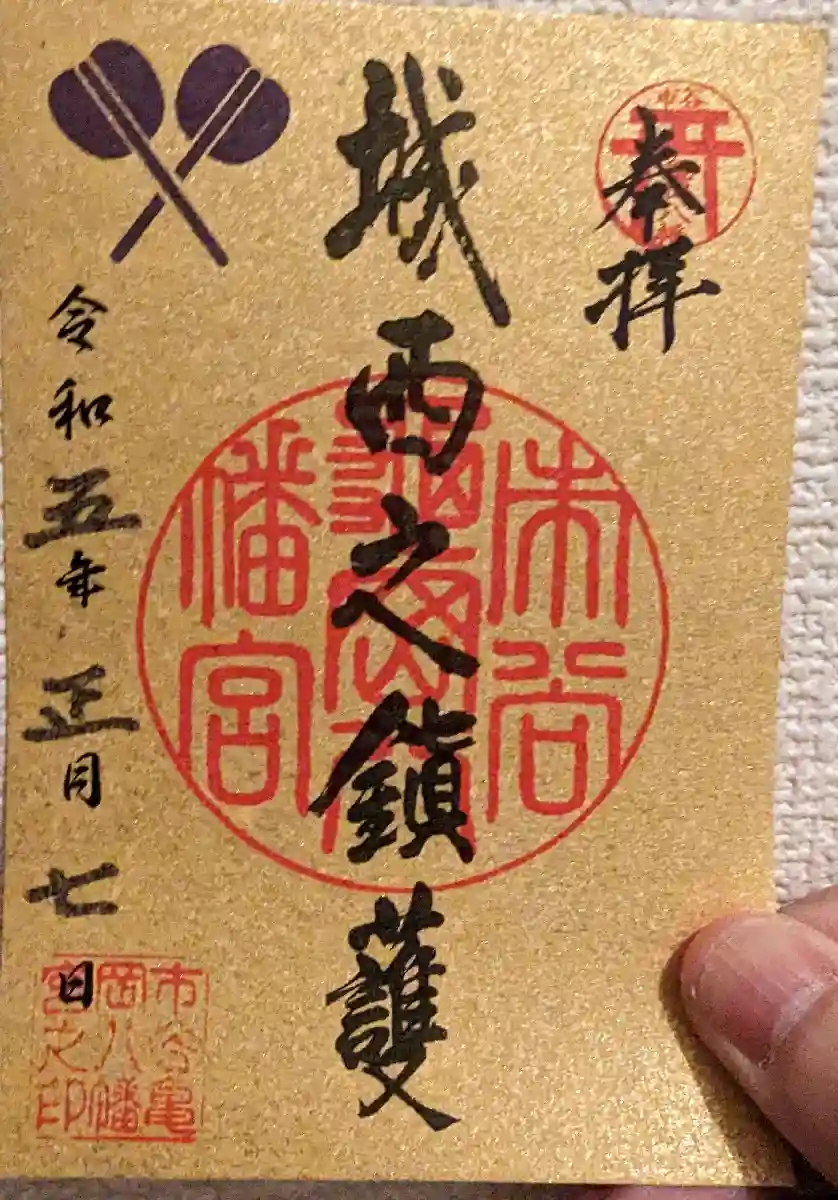 奉拝
城西之鎮護
市谷
龜岡八
幡宮
令和五年正月七日
市谷亀
岡八幡
宮之印